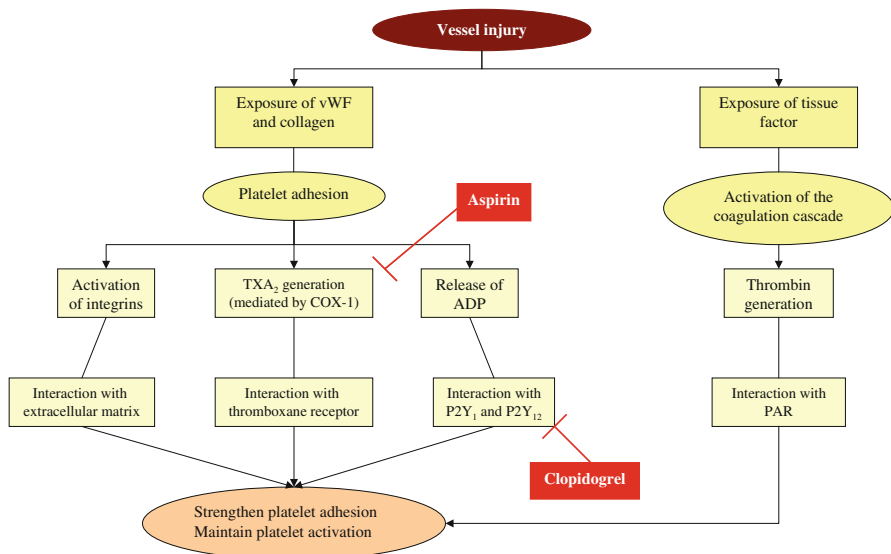 Vessel injury
Exposure of vWF
and collagen
Exposure of tissue
factor
Platelet adhesion
Aspirin
Activation of the
coagulation cascade
Activation
of integrins
TXA₂ generation
(mediated by COX-1)
Release of
ADP
Thrombin
generation
Interaction with
extracellular matrix
Interaction with
thromboxane receptor
Interaction with
P2Y₁ and P2Y₁₂
Interaction with
PAR
Clopidogrel
Strengthen platelet adhesion
Maintain platelet activation